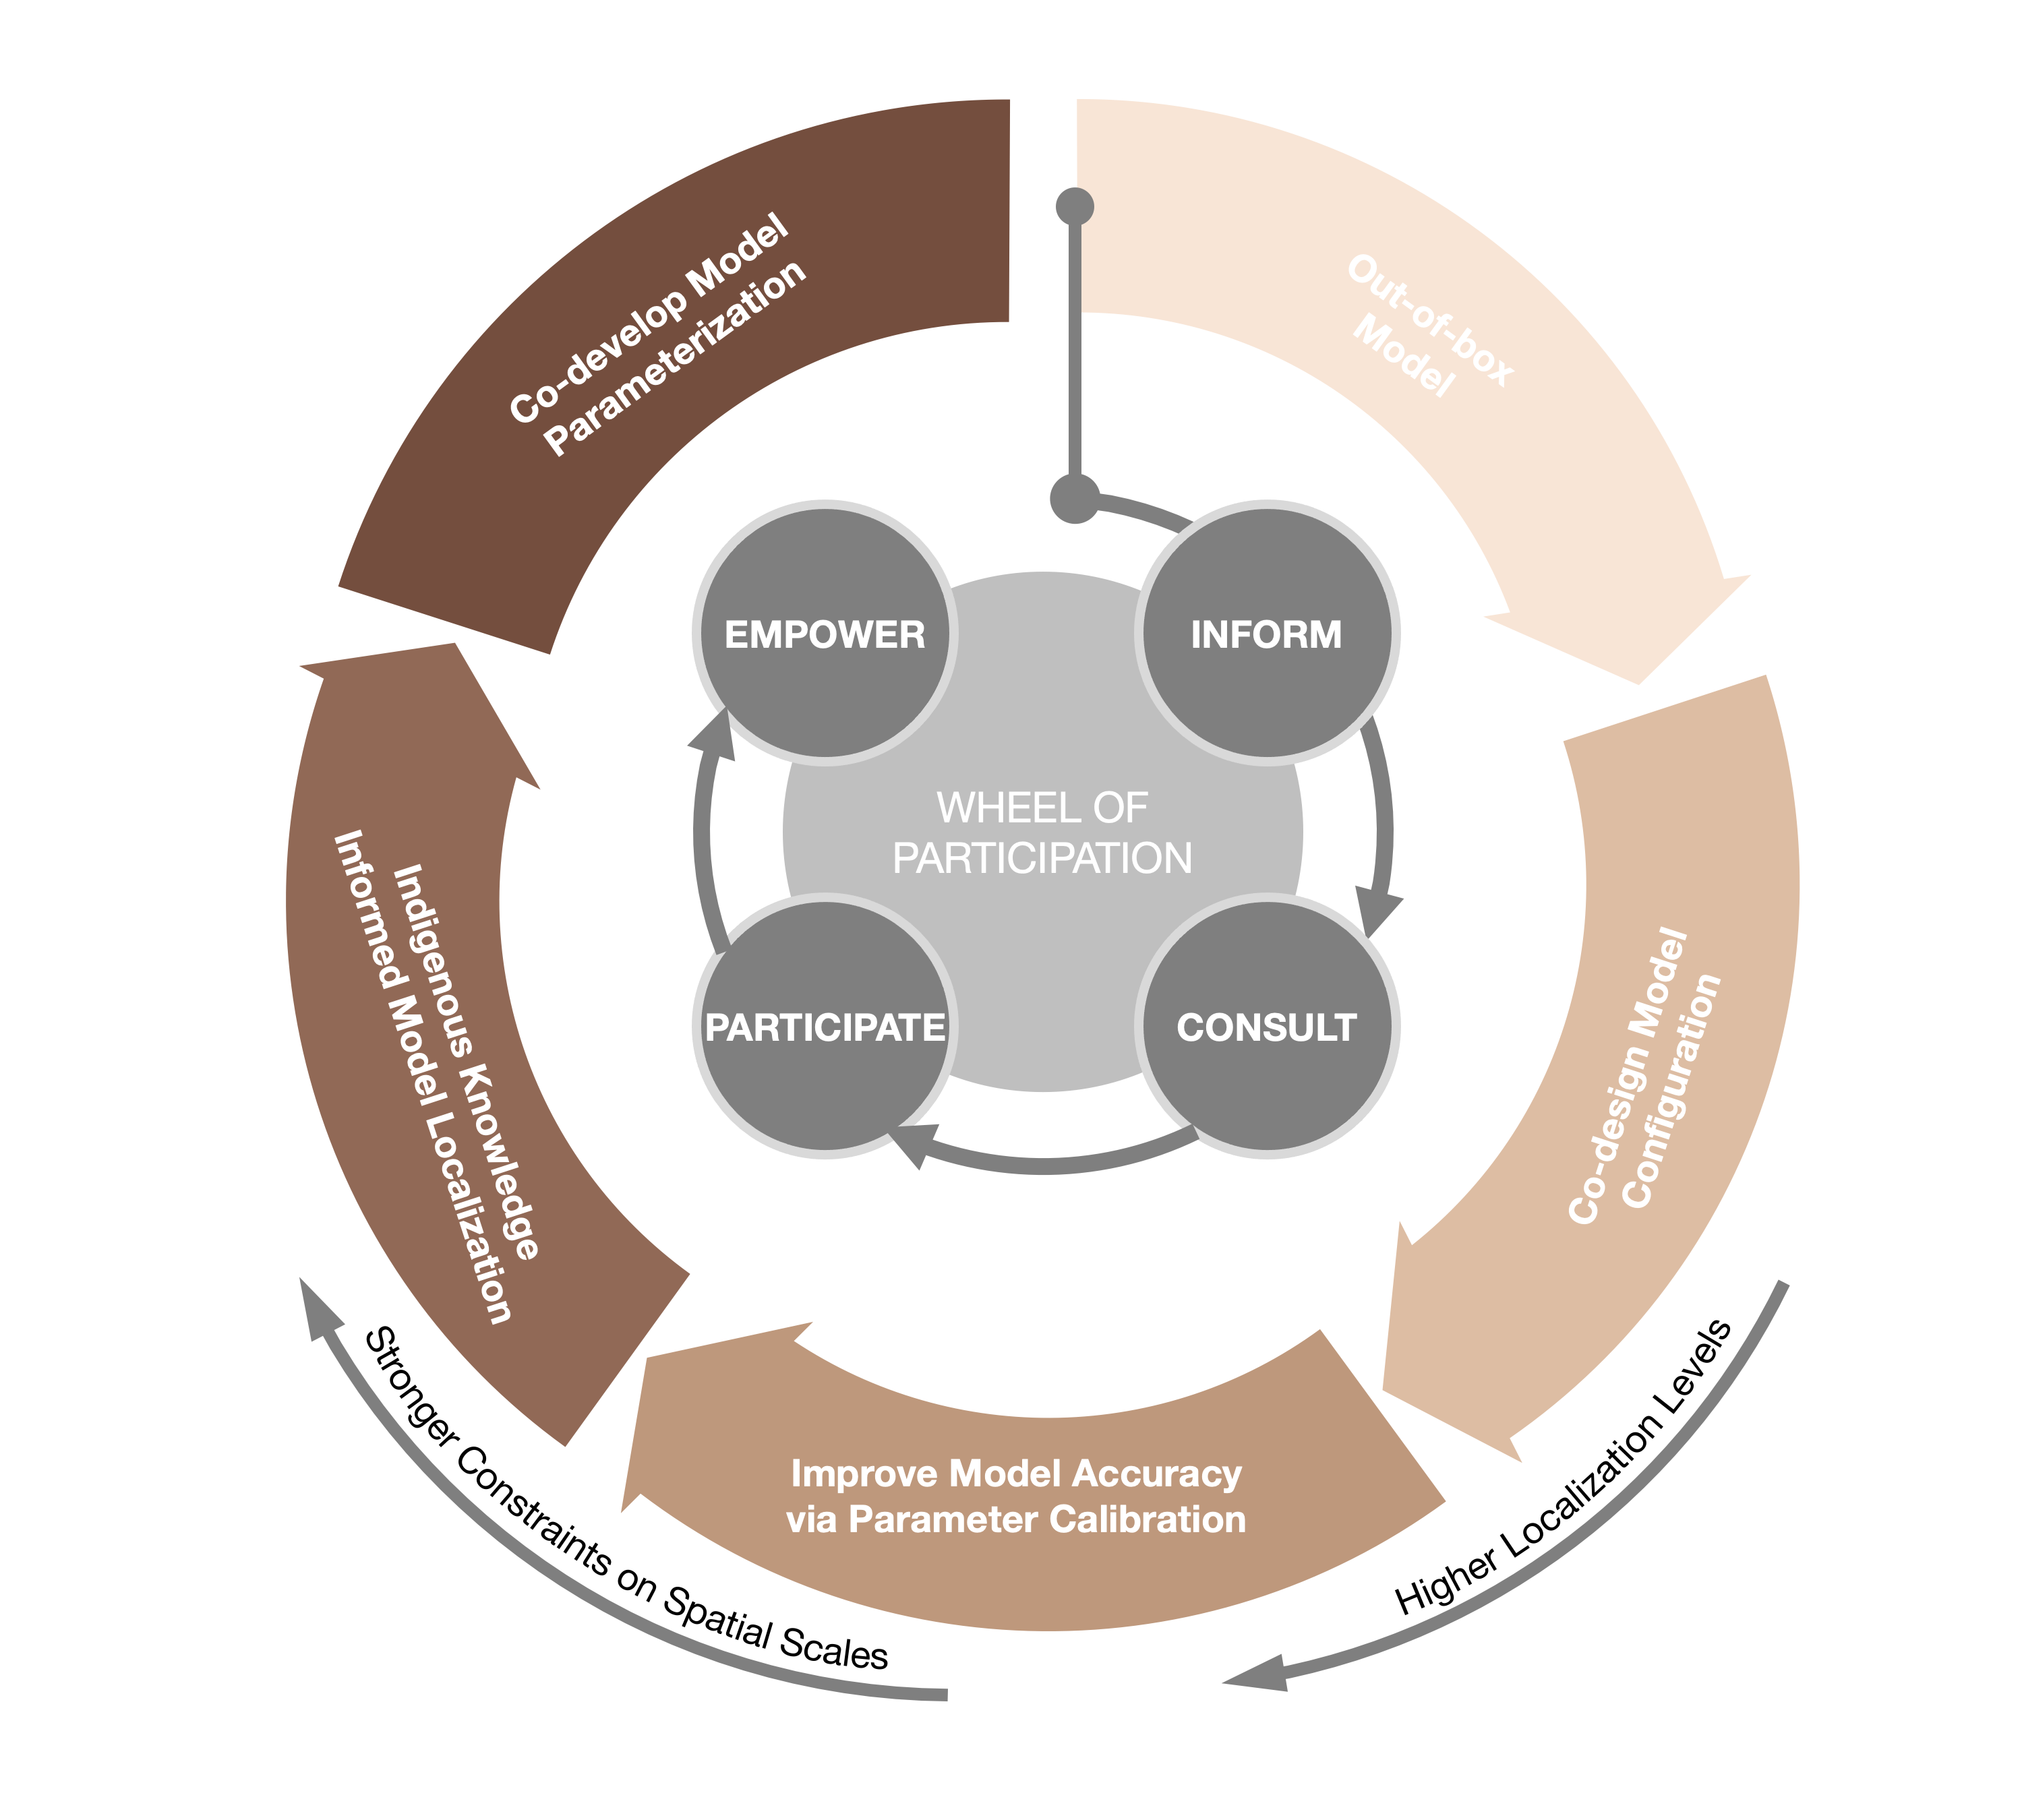 Out-of-box
Model
Co-design Model
Configuration
Improve Model Accuracy
via Parameter Calibration
Indigenous Knowledge
Informed Model Localization
Co-develop Model
Parameterization
INFORM
CONSULT
PARTICIPATE
EMPOWER
WHEEL OF
PARTICIPATION
Higher Localization Levels
Stronger Constraints on Spatial Scales